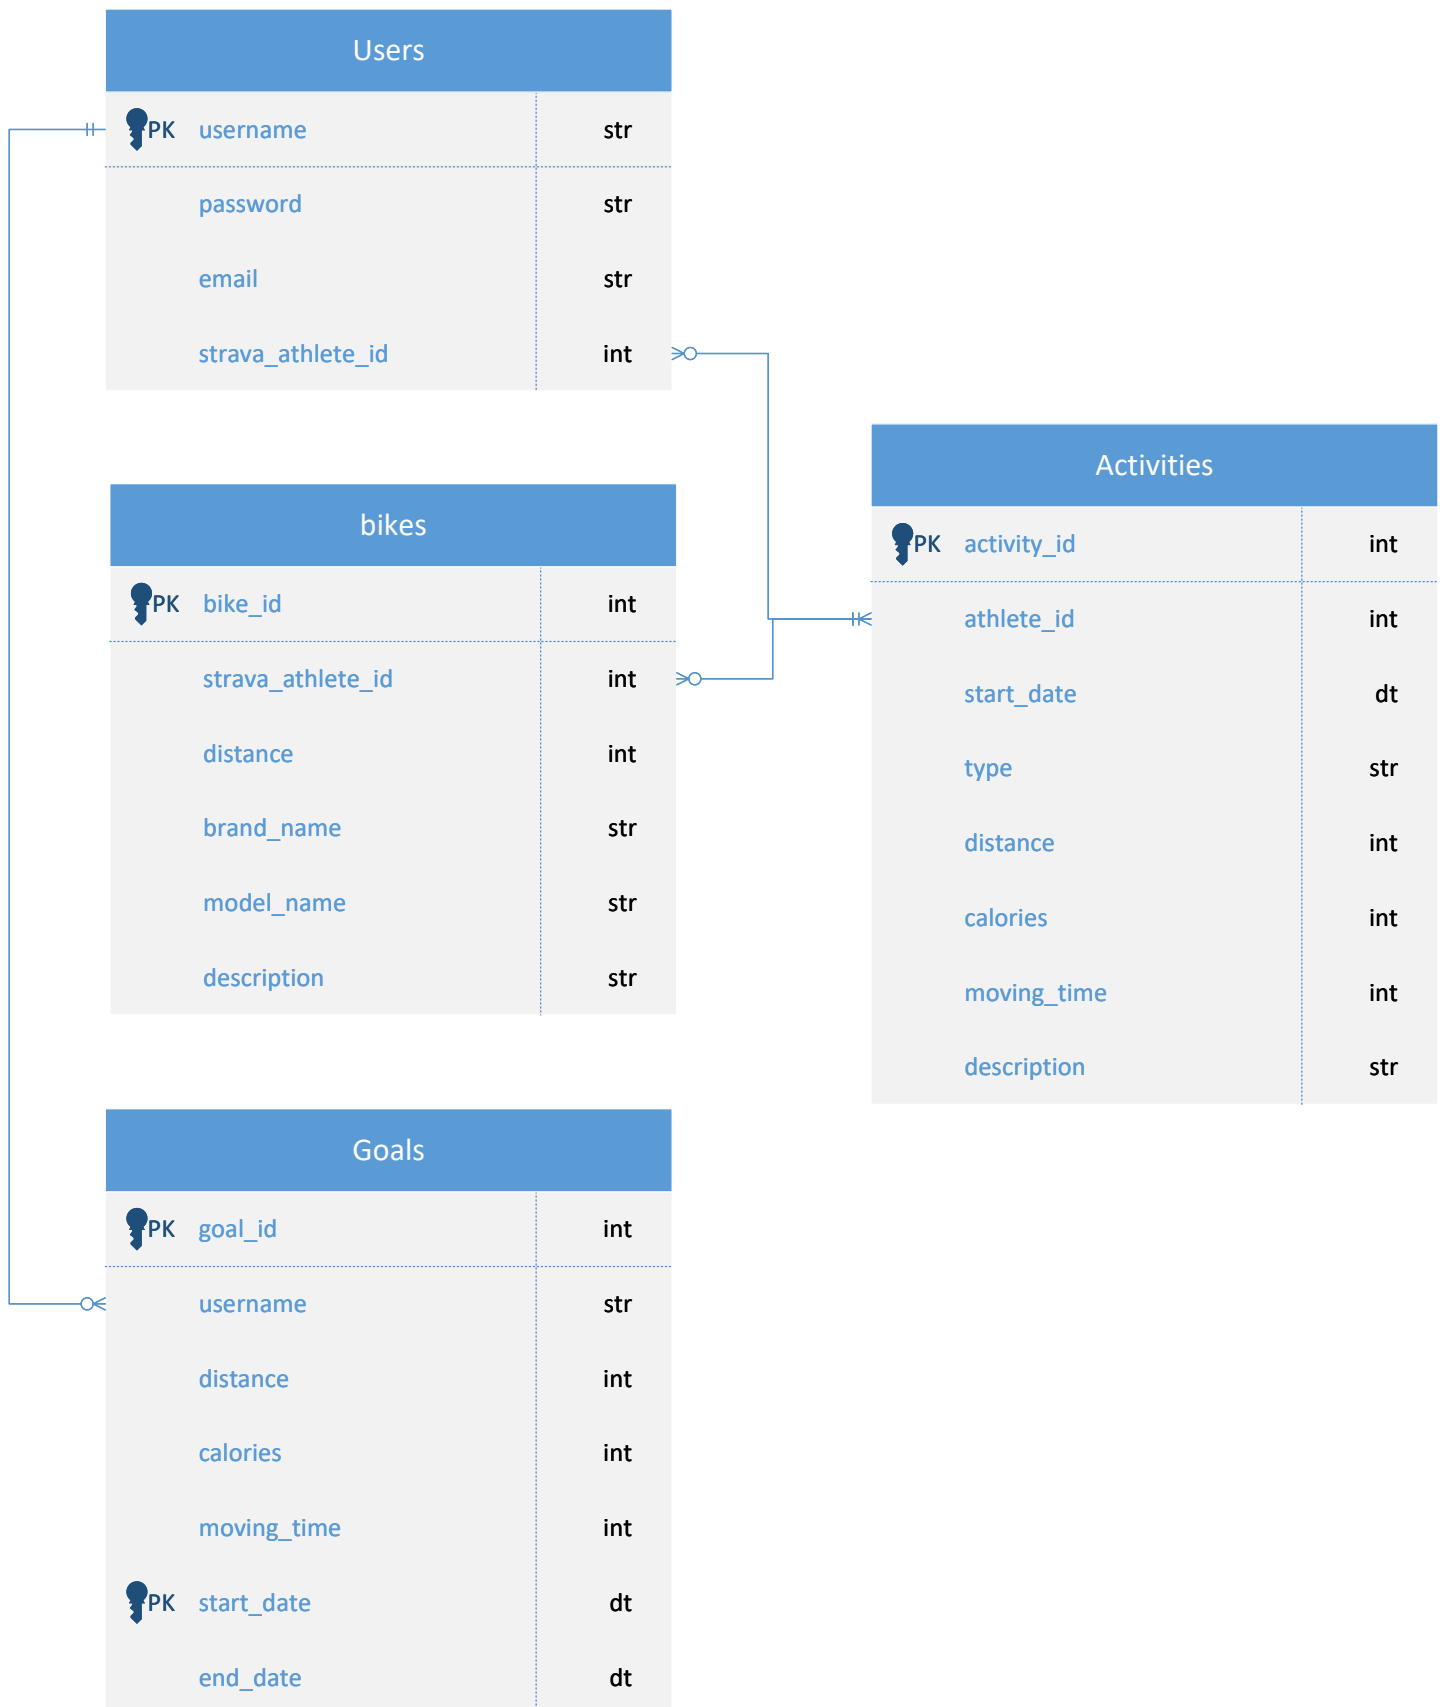 Users
PK username str
password str
email str
strava_athlete_id int
bikes
PK bike_id int
strava_athlete_id int
distance int
brand_name str
model_name str
description str
Activities
PK activity_id int
athlete_id int
start_date dt
type str
distance int
calories int
moving_time int
description str
Goals
PK goal_id int
username str
distance int
calories int
moving_time int
PK start_date dt
end_date dt